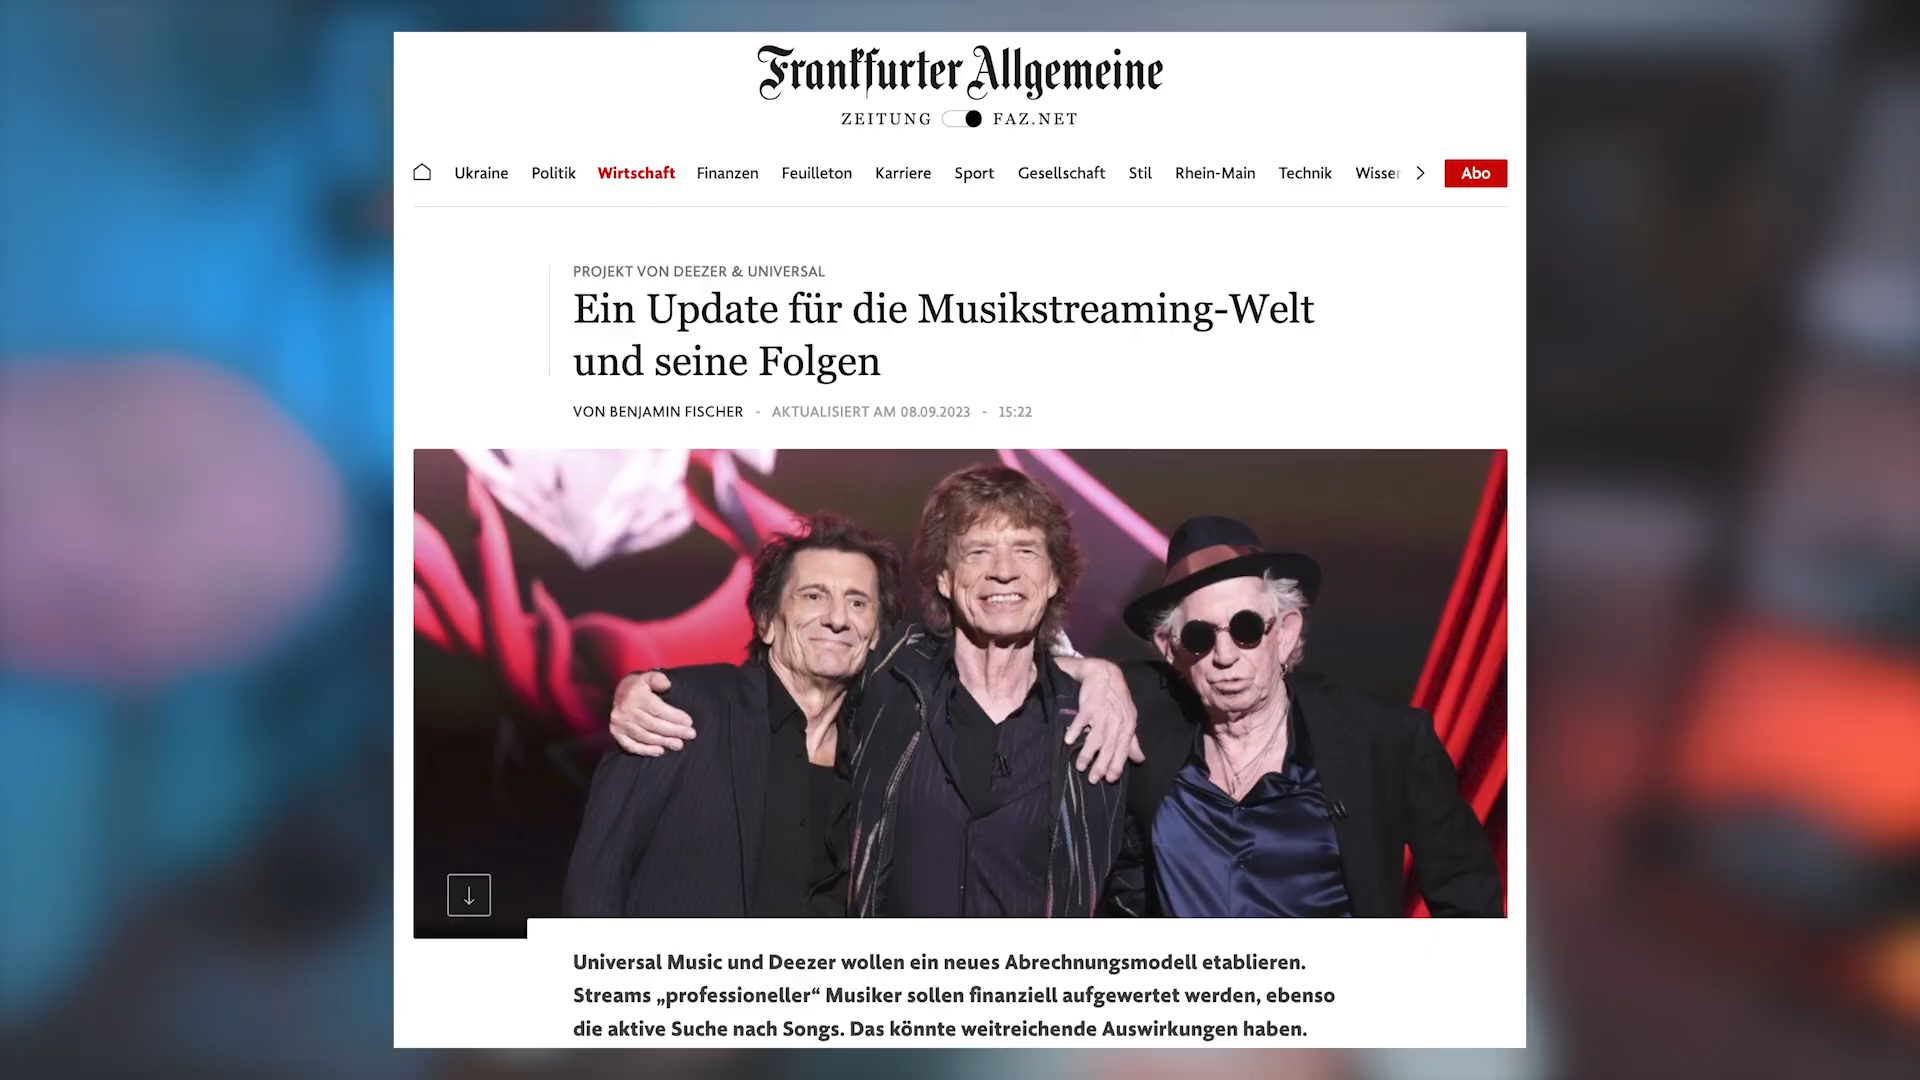 Frankfurter Allgemeine
ZEITUNG FAZ.NET
Ukraine Politik Wirtschaft Finanzen Feuilleton Karriere Sport Gesellschaft Stil Rhein-Main Technik Wissen Abo
PROJEKT VON DEEZER & UNIVERSAL
Ein Update für die Musikstreaming-Welt
und seine Folgen
VON BENJAMIN FISCHER - AKTUALISIERT AM 08.09.2023 - 15:22
Universal Music und Deezer wollen ein neues Abrechnungsmodell etablieren.
Streams „professioneller“ Musiker sollen finanziell aufgewertet werden, ebenso
die aktive Suche nach Songs. Das könnte weitreichende Auswirkungen haben.